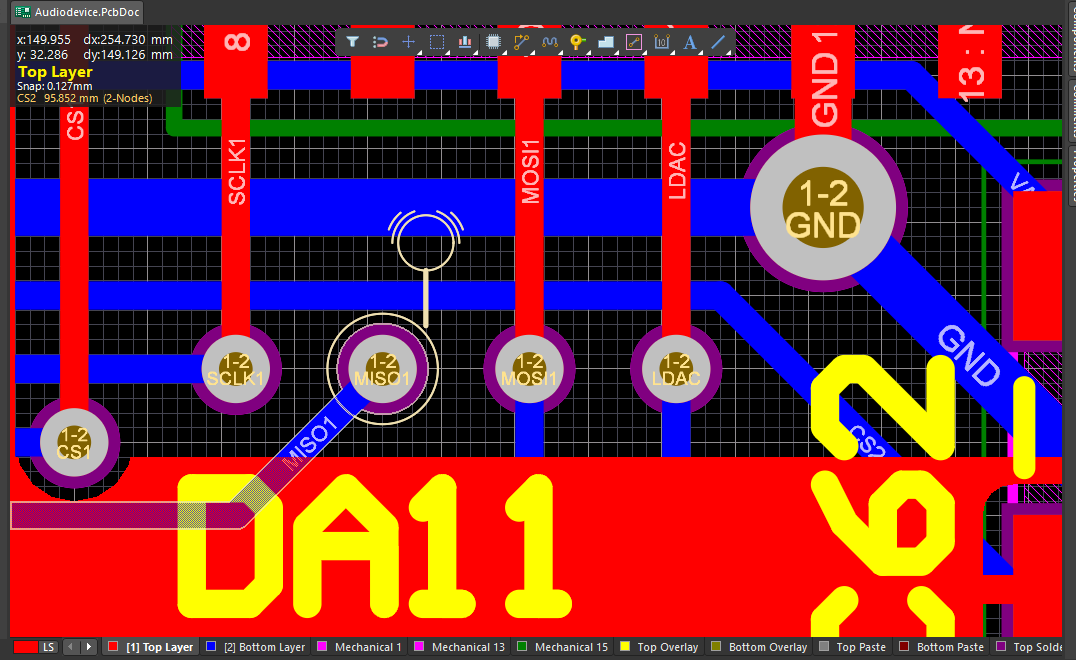 Audiodevice.PcbDoc
x:149.955 dx:254.730 mm
y: 32.286 dy:149.126 mm
Top Layer
Snap: 0.127mm
CS2 95.852 mm (2-Nodes)
8
GND 1
13 :
CS
SCLK1
MOSI1
LDAC
1-2
GND
GND
1-2
SCLK1
1-2
MISO1
1-2
MOSI1
1-2
LDAC
1-2
CS1
MISO1
CS2
DA11
LS
[1] Top Layer
[2] Bottom Layer
Mechanical 1
Mechanical 13
Mechanical 15
Top Overlay
Bottom Overlay
Top Paste
Bottom Paste
Top Solde